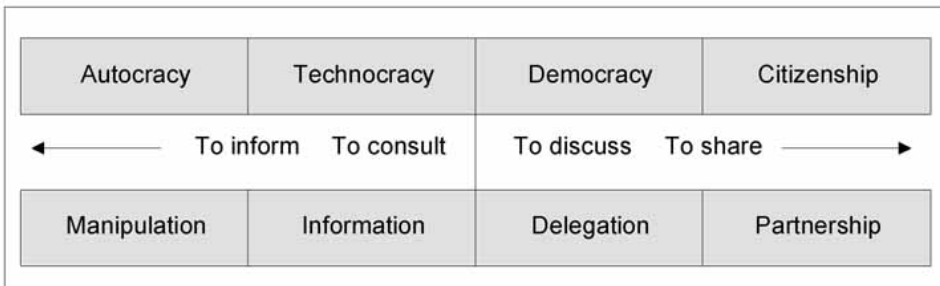 Autocracy Technocracy Democracy Citizenship
To inform To consult To discuss To share
Manipulation Information Delegation Partnership